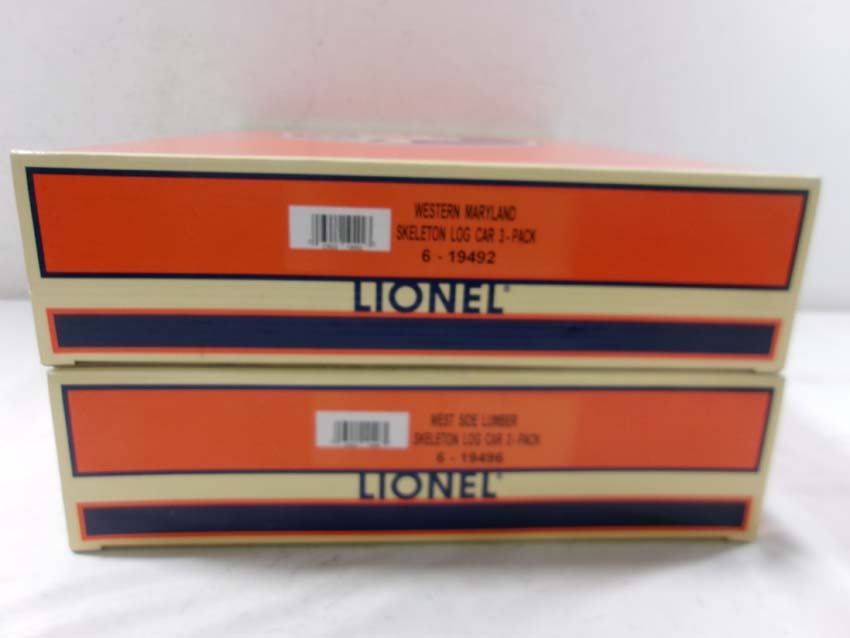 WESTERN MARYLAND
SKELETON LOG CAR 3-PACK
6 - 19492
LIONEL®
WEST SIDE LUMBER
SKELETON LOG CAR 3-PACK
6 - 19496
LIONEL®